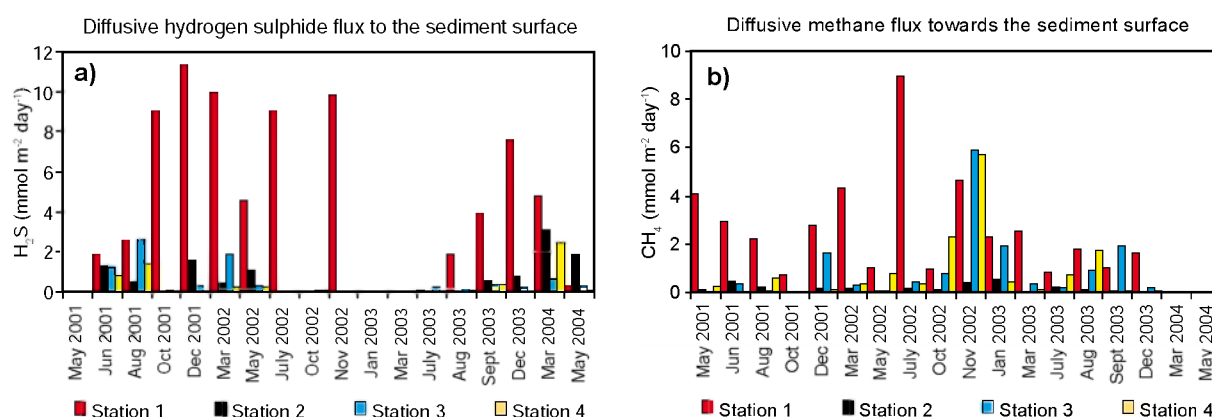 Diffusive hydrogen sulphide flux to the sediment surface
a)
H₂S (mmol m⁻² day⁻¹)
12
10
8
6
4
2
0
May 2001
Jun 2001
Aug 2001
Oct 2001
Dec 2001
Mar 2002
May 2002
July 2002
Oct 2002
Nov 2002
Jan 2003
Mar 2003
July 2003
Aug 2003
Sept 2003
Dec 2003
Mar 2004
May 2004
Station 1 Station 2 Station 3 Station 4
Diffusive methane flux towards the sediment surface
b)
CH₄ (mmol m⁻² day⁻¹)
10
8
6
4
2
0
May 2001
Jun 2001
Aug 2001
Oct 2001
Dec 2001
Mar 2002
May 2002
July 2002
Oct 2002
Nov 2002
Jan 2003
Mar 2003
July 2003
Aug 2003
Sept 2003
Dec 2003
Mar 2004
May 2004
Station 1 Station 2 Station 3 Station 4